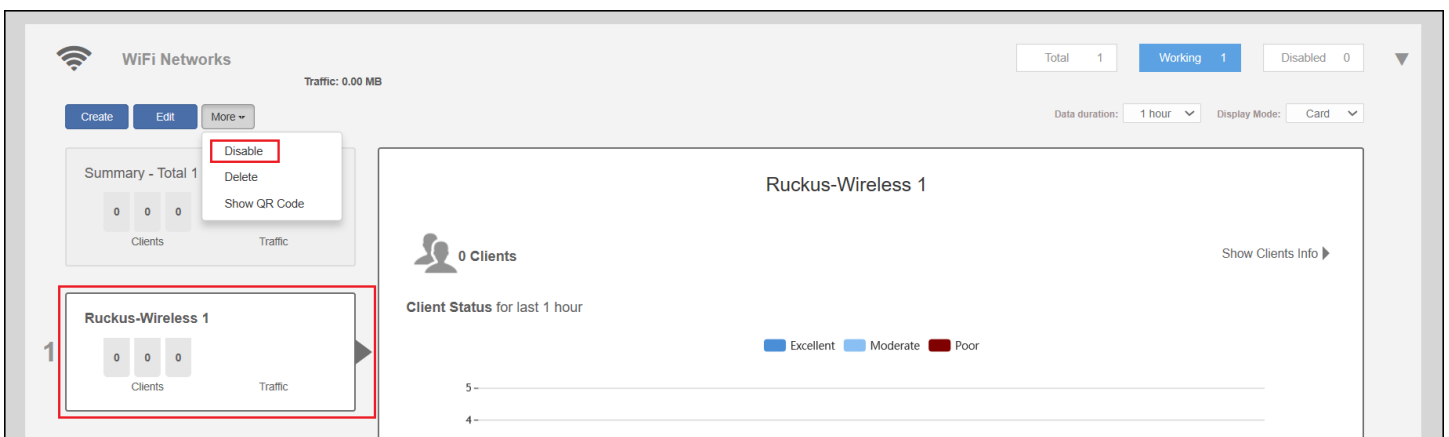 WiFi Networks
Total 1 Working 1 Disabled 0
Traffic: 0.00 MB
Create Edit More
Data duration: 1 hour Display Mode: Card
Disable
Delete
Show QR Code
Summary - Total 1
0 0 0
Clients Traffic
Ruckus-Wireless 1
0 Clients
Show Clients Info
Client Status for last 1 hour
Excellent Moderate Poor
5
4
1
Ruckus-Wireless 1
0 0 0
Clients Traffic